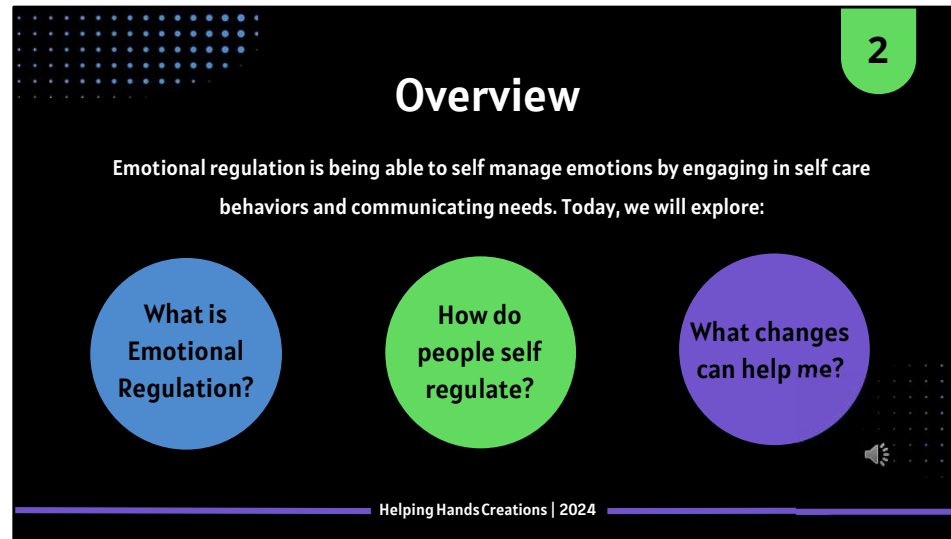 2
Overview
Emotional regulation is being able to self manage emotions by engaging in self care
behaviors and communicating needs. Today, we will explore:
What is
Emotional
Regulation?
How do
people self
regulate?
What changes
can help me?
Helping Hands Creations | 2024